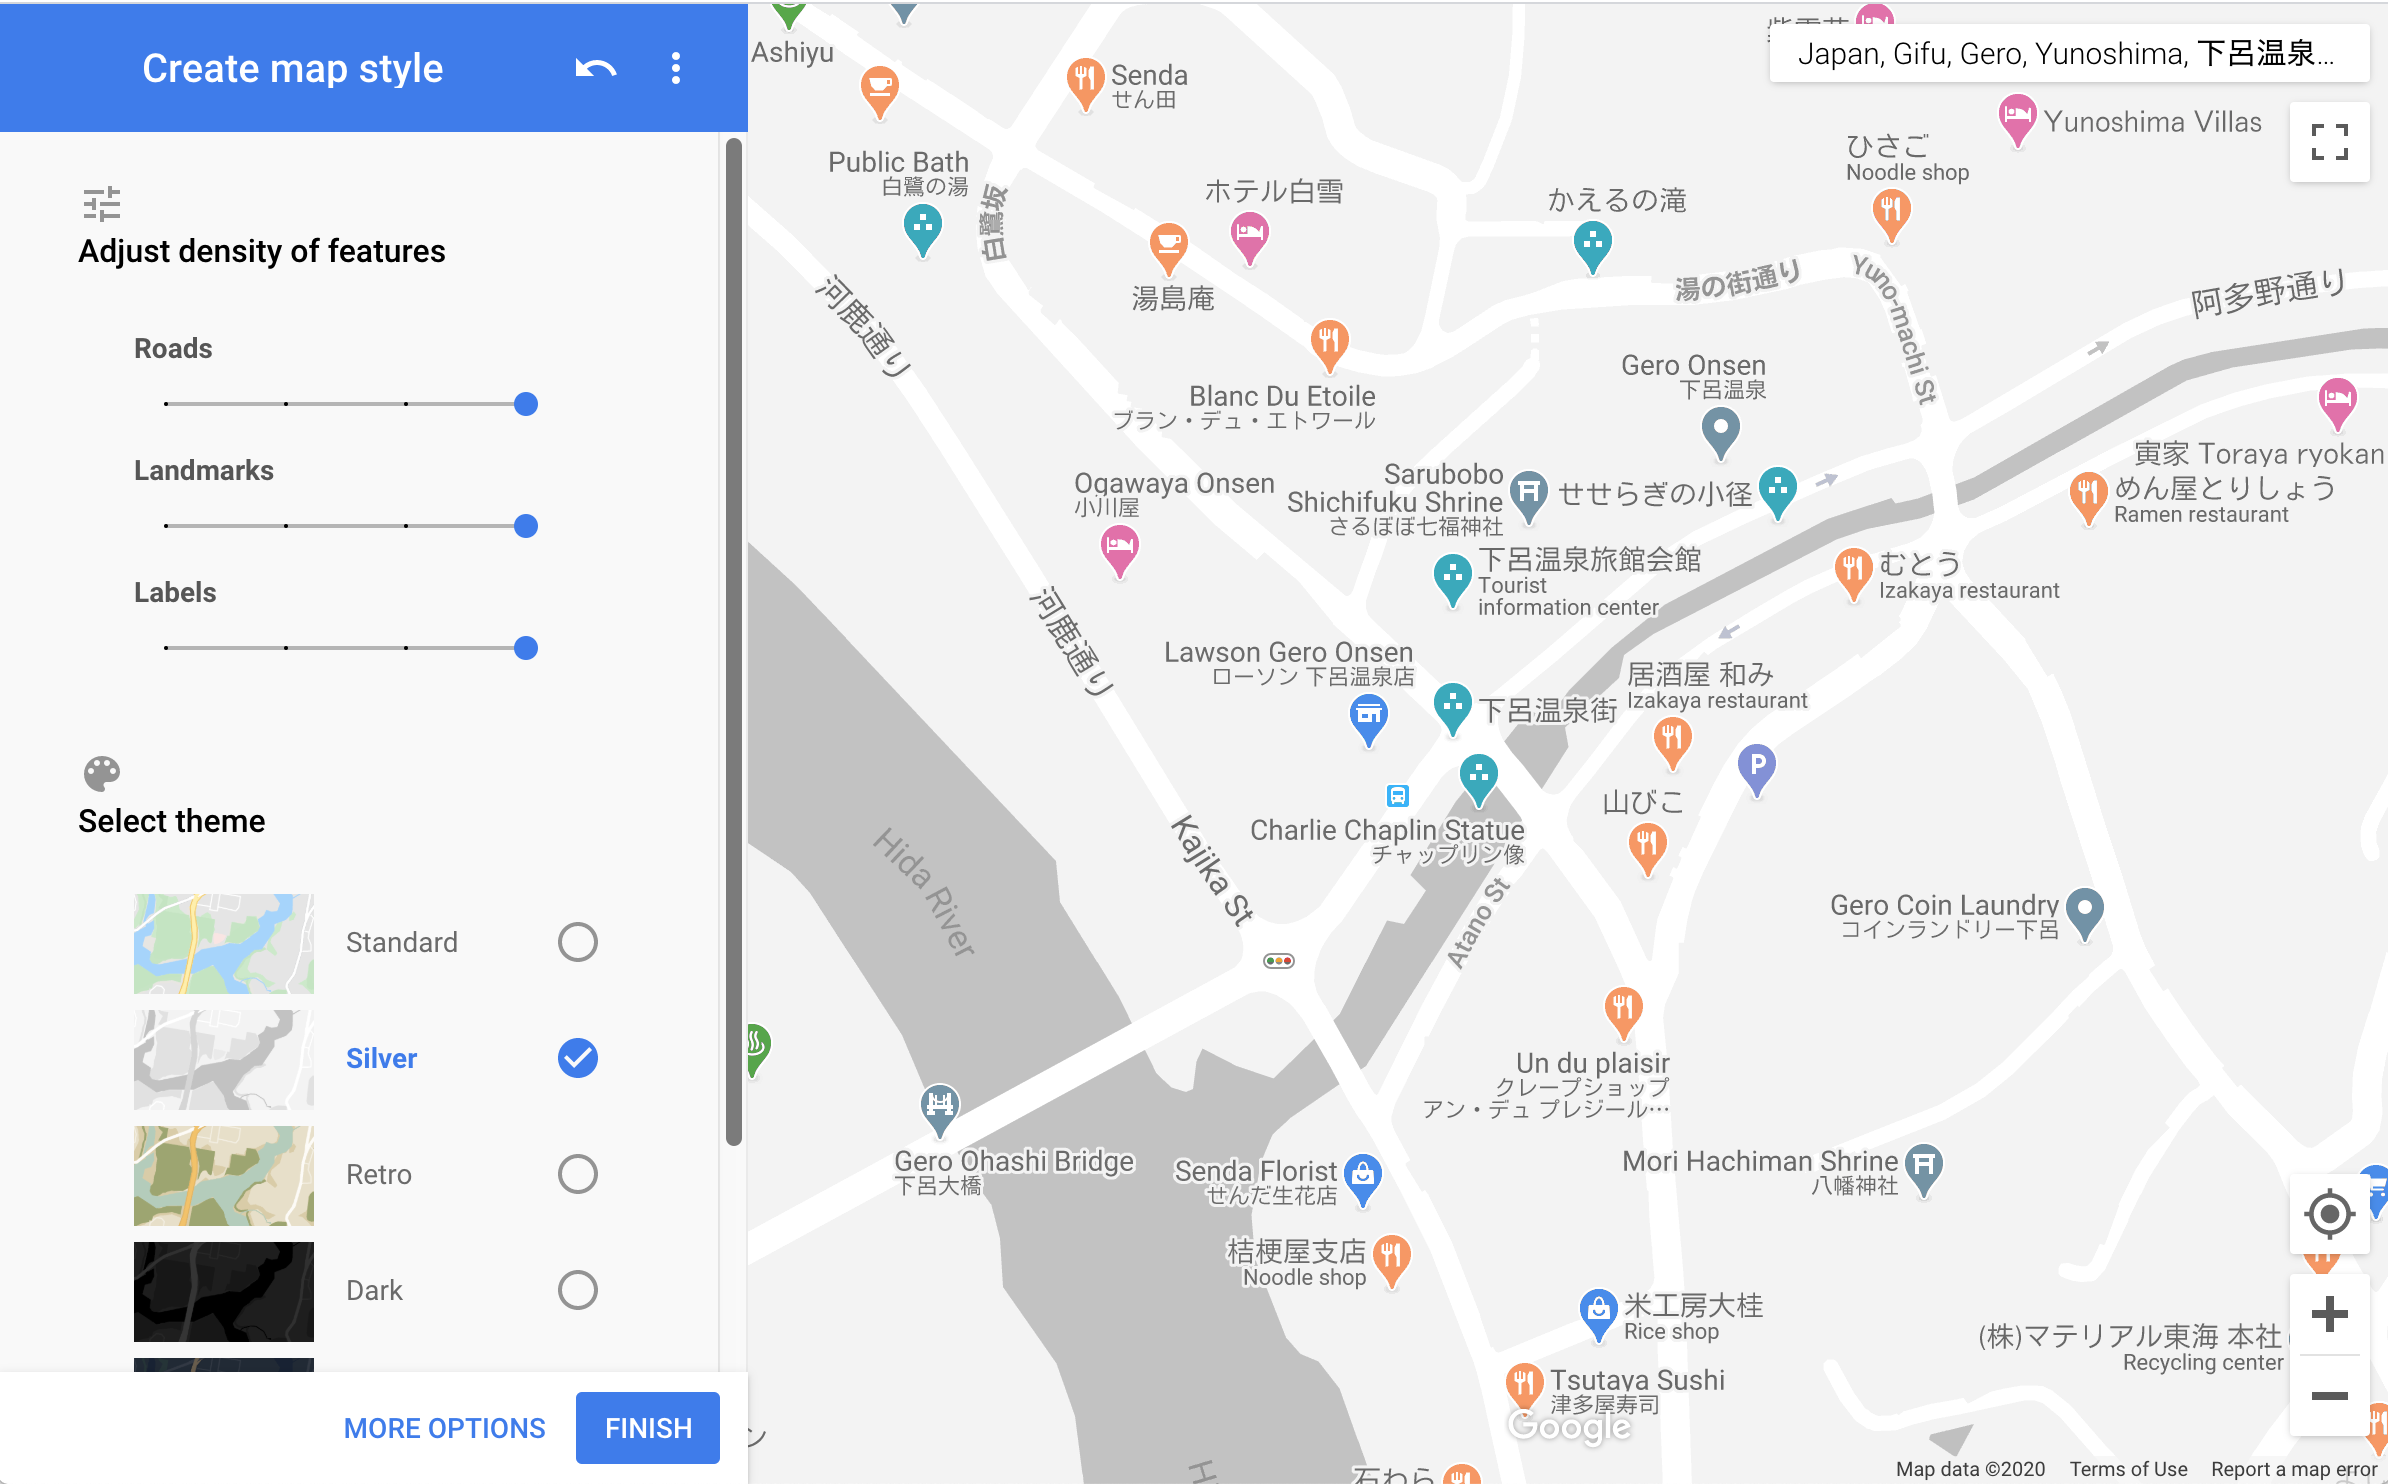 Create map style
Adjust density of features
Roads
Landmarks
Labels
Select theme
Standard
Silver
Retro
Dark
MORE OPTIONS
FINISH
Japan, Gifu, Gero, Yunoshima, 下呂温泉...
Ashiyu
Senda
せん田
Yunoshima Villas
ひさご
Noodle shop
Public Bath
白鷺の湯
白鷺坂
ホテル白雪
かえるの滝
湯島庵
湯の街通り
Yuno-machi St
阿多野通り
河鹿通り
Blanc Du Etoile
ブラン・デュ・エトワール
Gero Onsen
下呂温泉
寅家 Toraya ryokan
めん屋とりしょう
Ramen restaurant
Ogawaya Onsen
小川屋
Sarubobo
Shichifuku Shrine
さるぼぼ七福神社
せせらぎの小径
下呂温泉旅館会館
Tourist
information center
むとう
Izakaya restaurant
河鹿通り
Lawson Gero Onsen
ローソン 下呂温泉店
下呂温泉街
居酒屋 和み
Izakaya restaurant
P
山びこ
Charlie Chaplin Statue
チャップリン像
Kajika St
Hida River
Atano St
Gero Coin Laundry
コインランドリー下呂
Un du plaisir
クレープショップ
アン・デュ プレジール…
Gero Ohashi Bridge
下呂大橋
Senda Florist
せんだ生花店
Mori Hachiman Shrine
八幡神社
桔梗屋支店
Noodle shop
米工房大桂
Rice shop
(株)マテリアル東海 本社
Recycling center
Tsutaya Sushi
津多屋寿司
Google
石わら
Map data ©2020
Terms of Use
Report a map error